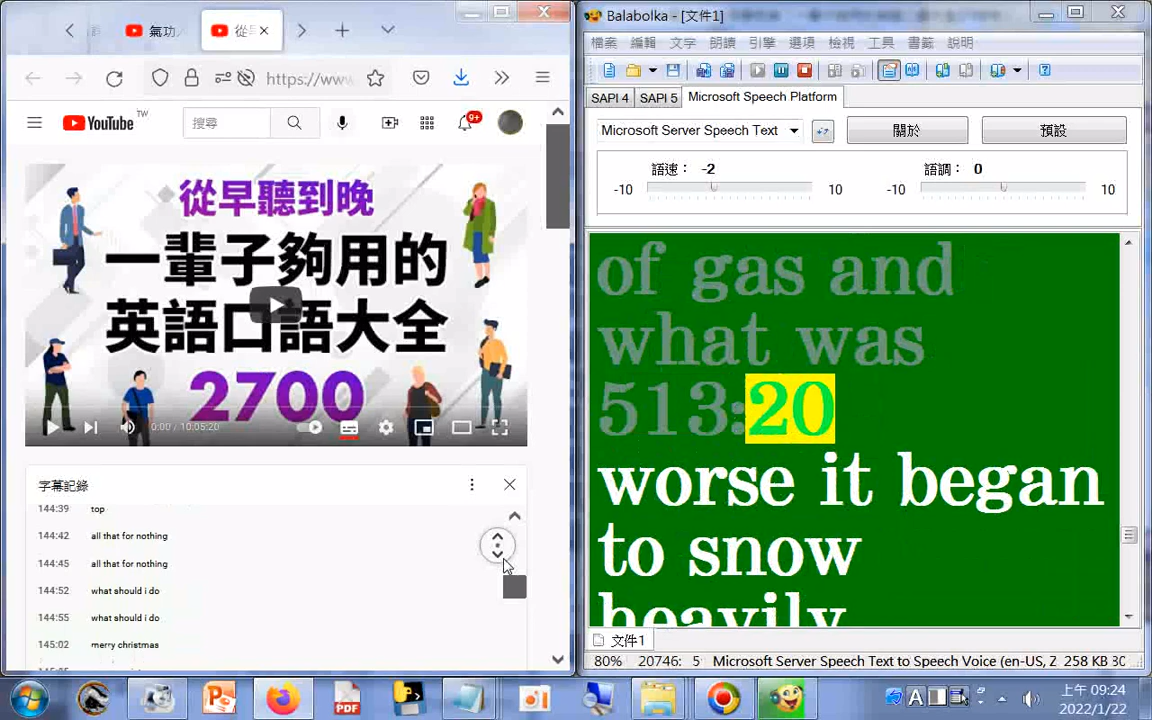 氣功
從
https://www
YouTube TW
搜尋
9+
從早聽到晚
一輩子夠用的
英語口語大全
2700
0:00 / 10:05:20
字幕記錄
144:39 top
144:42 all that for nothing
144:45 all that for nothing
144:52 what should i do
144:55 what should i do
145:02 merry christmas
Balabolka - [文件1]
檔案 編輯 文字 朗讀 引擎 選項 檢視 工具 書籤 說明
SAPI 4 SAPI 5 Microsoft Speech Platform
Microsoft Server Speech Text 關於 預設
語速: -2 語調: 0
-10 10 -10 10
of gas and
what was
513:20
worse it began
to snow
heavily
文件1
80% 20746: 5 Microsoft Server Speech Text to Speech Voice (en-US, Z 258 KB
PDF
A
上午 09:24
2022/1/22